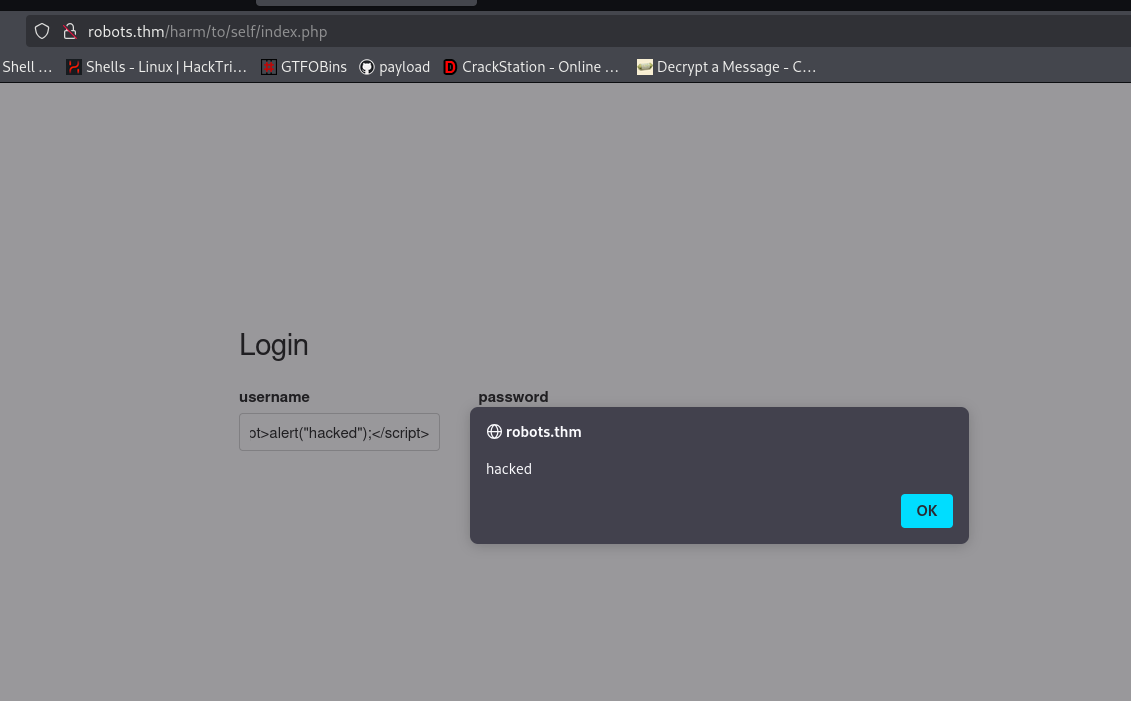 robots.thm/harm/to/self/index.php
Shell … Shells - Linux | HackTri… GTFOBins payload CrackStation - Online … Decrypt a Message - C…
Login
username password
ot>alert("hacked");</script>
robots.thm
hacked
OK